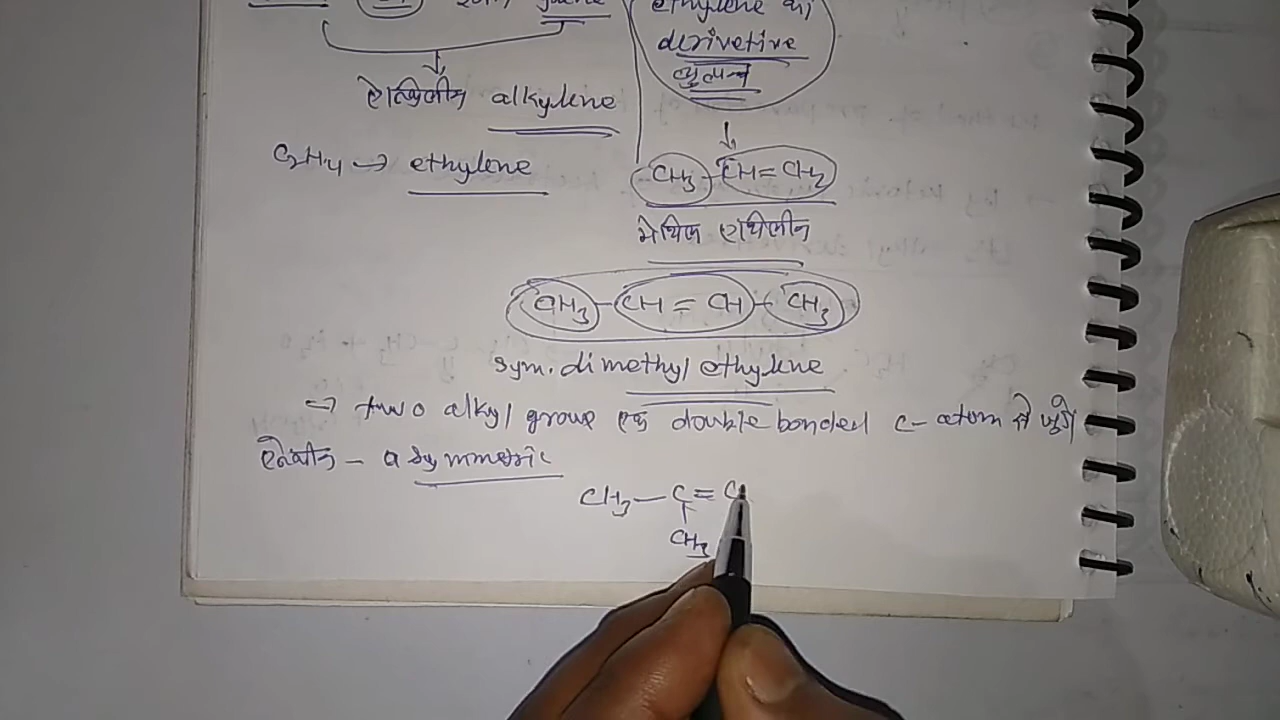 ethylene का
derivetive
व्युत्पन्न
ऐल्किलीन alkylene
C2H4 → ethylene
CH3-CH=CH2
मेथिल एथिलीन
CH3-CH=CH-CH3
sym. dimethyl ethylene
→ two alkyl group एक double bonded C-atom से जुड़े
asymmetric
CH3-C=C
CH3